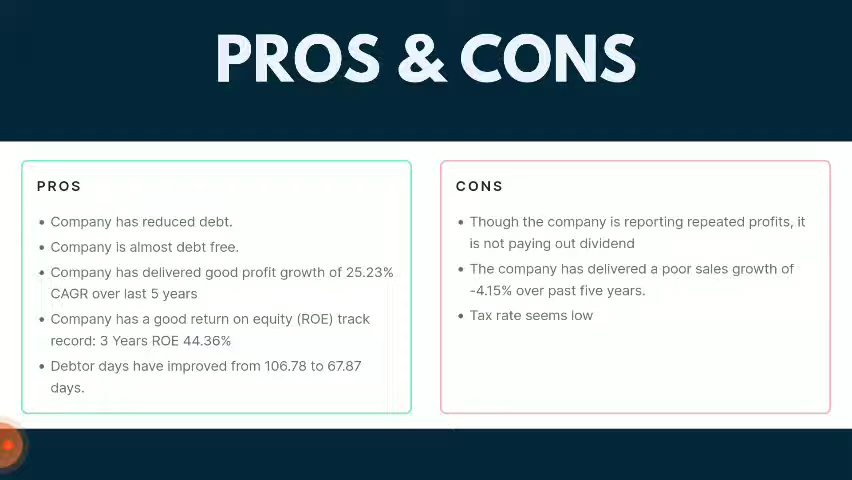 PROS & CONS
PROS
• Company has reduced debt.
• Company is almost debt free.
• Company has delivered good profit growth of 25.23%
CAGR over last 5 years
• Company has a good return on equity (ROE) track
record: 3 Years ROE 44.36%
• Debtor days have improved from 106.78 to 67.87
days.
CONS
• Though the company is reporting repeated profits, it
is not paying out dividend
• The company has delivered a poor sales growth of
-4.15% over past five years.
• Tax rate seems low